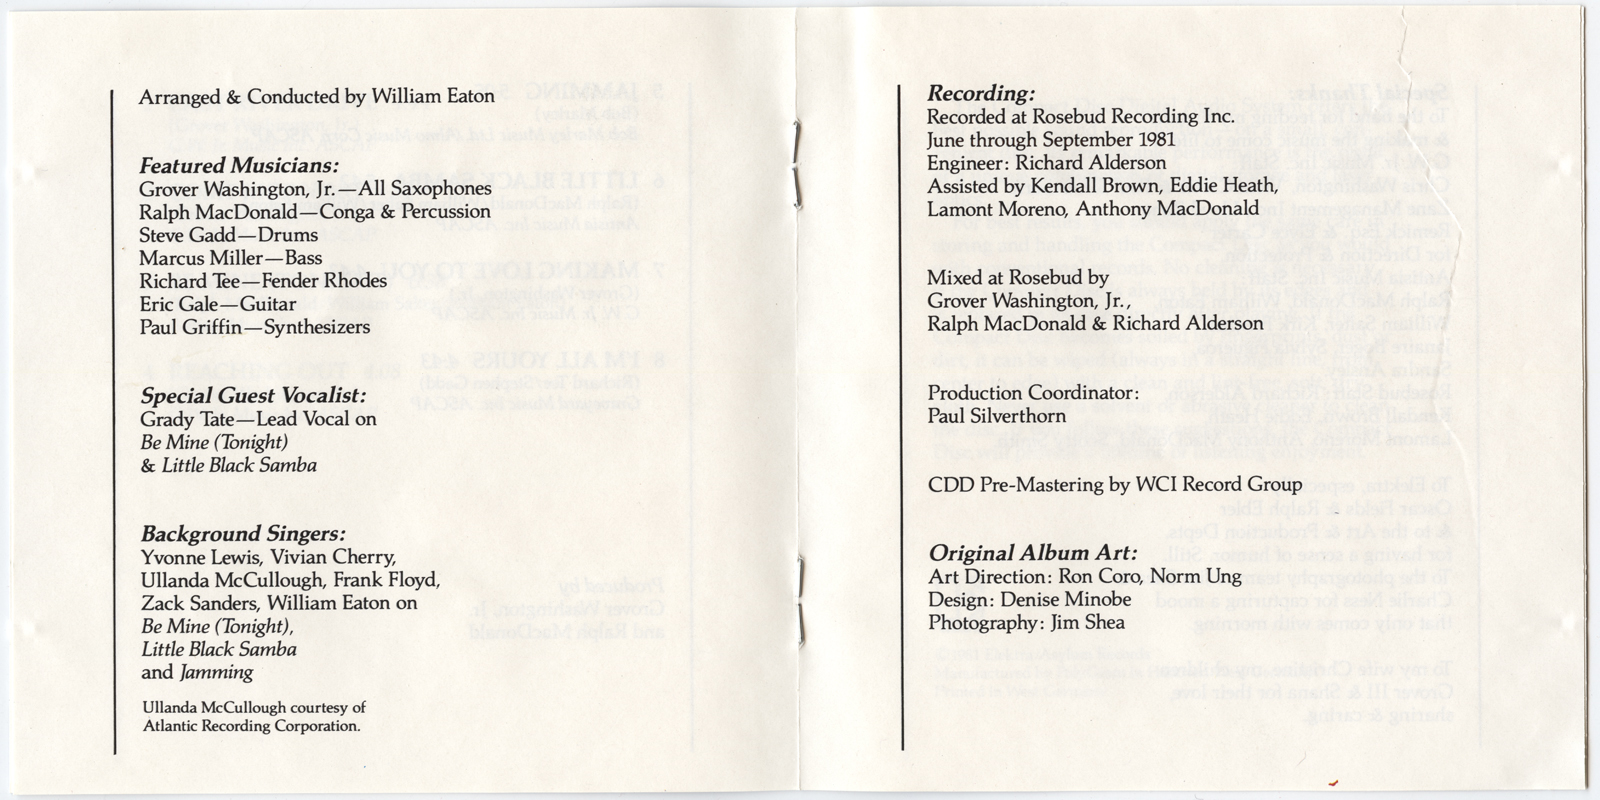 Arranged & Conducted by William Eaton
Featured Musicians:
Grover Washington, Jr.—All Saxophones
Ralph MacDonald—Conga & Percussion
Steve Gadd—Drums
Marcus Miller—Bass
Richard Tee—Fender Rhodes
Eric Gale—Guitar
Paul Griffin—Synthesizers
Special Guest Vocalist:
Grady Tate—Lead Vocal on
Be Mine (Tonight)
& Little Black Samba
Background Singers:
Yvonne Lewis, Vivian Cherry,
Ullanda McCullough, Frank Floyd,
Zack Sanders, William Eaton on
Be Mine (Tonight),
Little Black Samba
and Jamming
Ullanda McCullough courtesy of
Atlantic Recording Corporation.
Recording:
Recorded at Rosebud Recording Inc.
June through September 1981
Engineer: Richard Alderson
Assisted by Kendall Brown, Eddie Heath,
Lamont Moreno, Anthony MacDonald
Mixed at Rosebud by
Grover Washington, Jr.,
Ralph MacDonald & Richard Alderson
Production Coordinator:
Paul Silverthorn
CDD Pre-Mastering by WCI Record Group
Original Album Art:
Art Direction: Ron Coro, Norm Ung
Design: Denise Minobe
Photography: Jim Shea